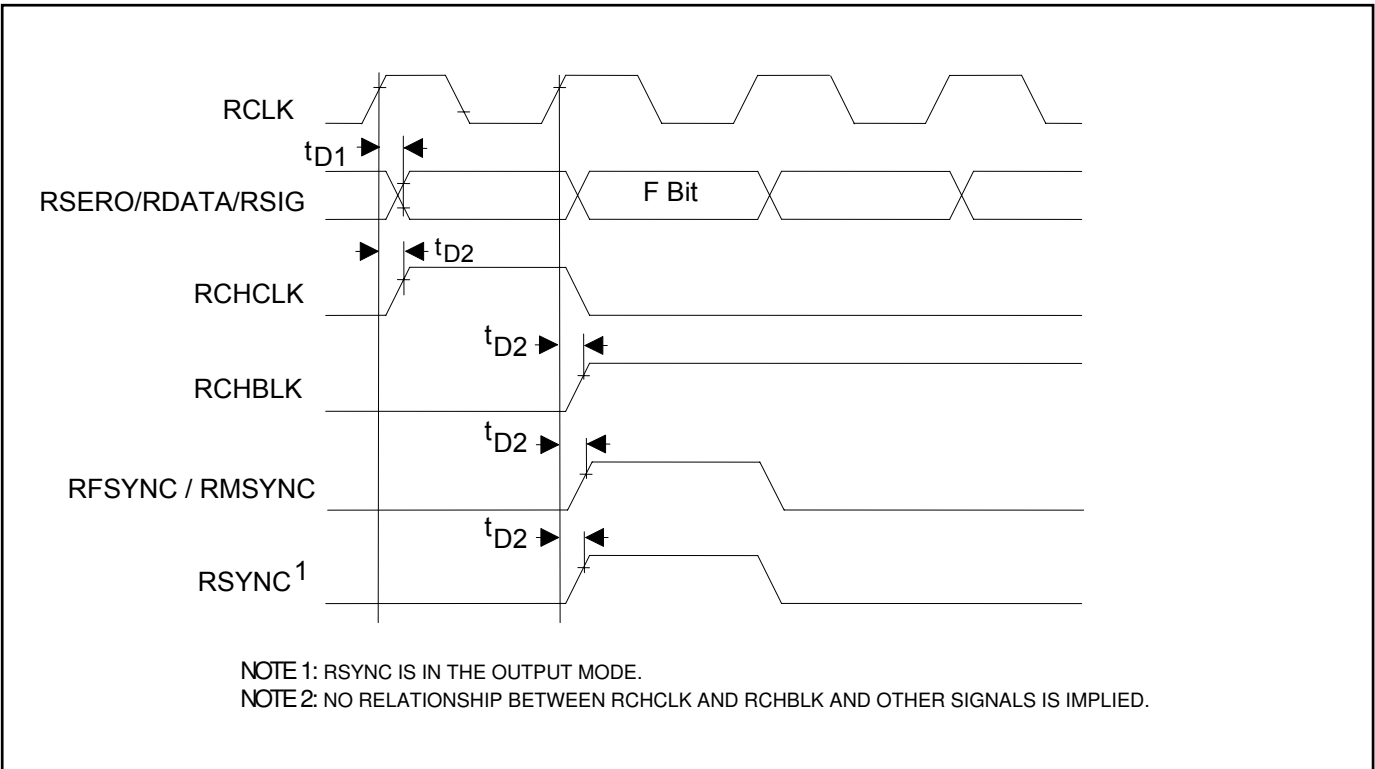 RCLK
tD1
RSERO/RDATA/RSIG
F Bit
tD2
RCHCLK
tD2
RCHBLK
tD2
RFSYNC / RMSYNC
tD2
RSYNC1
NOTE 1: RSYNC IS IN THE OUTPUT MODE.
NOTE 2: NO RELATIONSHIP BETWEEN RCHCLK AND RCHBLK AND OTHER SIGNALS IS IMPLIED.